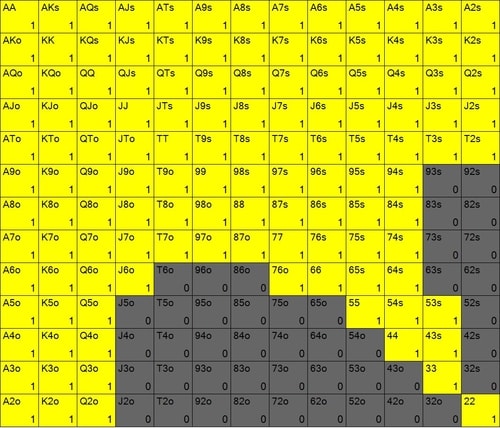 AA AKs AQs AJs ATs A9s A8s A7s A6s A5s A4s A3s A2s
1 1 1 1 1 1 1 1 1 1 1 1 1
AKo KK KQs KJs KTs K9s K8s K7s K6s K5s K4s K3s K2s
1 1 1 1 1 1 1 1 1 1 1 1 1
AQo KQo QQ QJs QTs Q9s Q8s Q7s Q6s Q5s Q4s Q3s Q2s
1 1 1 1 1 1 1 1 1 1 1 1 1
AJo KJo QJo JJ JTs J9s J8s J7s J6s J5s J4s J3s J2s
1 1 1 1 1 1 1 1 1 1 1 1 1
ATo KTo QTo JTo TT T9s T8s T7s T6s T5s T4s T3s T2s
1 1 1 1 1 1 1 1 1 1 1 1 1
A9o K9o Q9o J9o T9o 99 98s 97s 96s 95s 94s 93s 92s
1 1 1 1 1 1 1 1 1 1 1 0 0
A8o K8o Q8o J8o T8o 98o 88 87s 86s 85s 84s 83s 82s
1 1 1 1 1 1 1 1 1 1 1 0 0
A7o K7o Q7o J7o T7o 97o 87o 77 76s 75s 74s 73s 72s
1 1 1 1 1 1 1 1 1 1 1 0 0
A6o K6o Q6o J6o T6o 96o 86o 76o 66 65s 64s 63s 62s
1 1 1 1 0 0 0 1 1 1 1 0 0
A5o K5o Q5o J5o T5o 95o 85o 75o 65o 55 54s 53s 52s
1 1 1 0 0 0 0 0 0 1 1 1 0
A4o K4o Q4o J4o T4o 94o 84o 74o 64o 54o 44 43s 42s
1 1 1 0 0 0 0 0 0 0 1 1 0
A3o K3o Q3o J3o T3o 93o 83o 73o 63o 53o 43o 33 32s
1 1 1 0 0 0 0 0 0 0 0 1 0
A2o K2o Q2o J2o T2o 92o 82o 72o 62o 52o 42o 32o 22
1 1 1 0 0 0 0 0 0 0 0 0 1